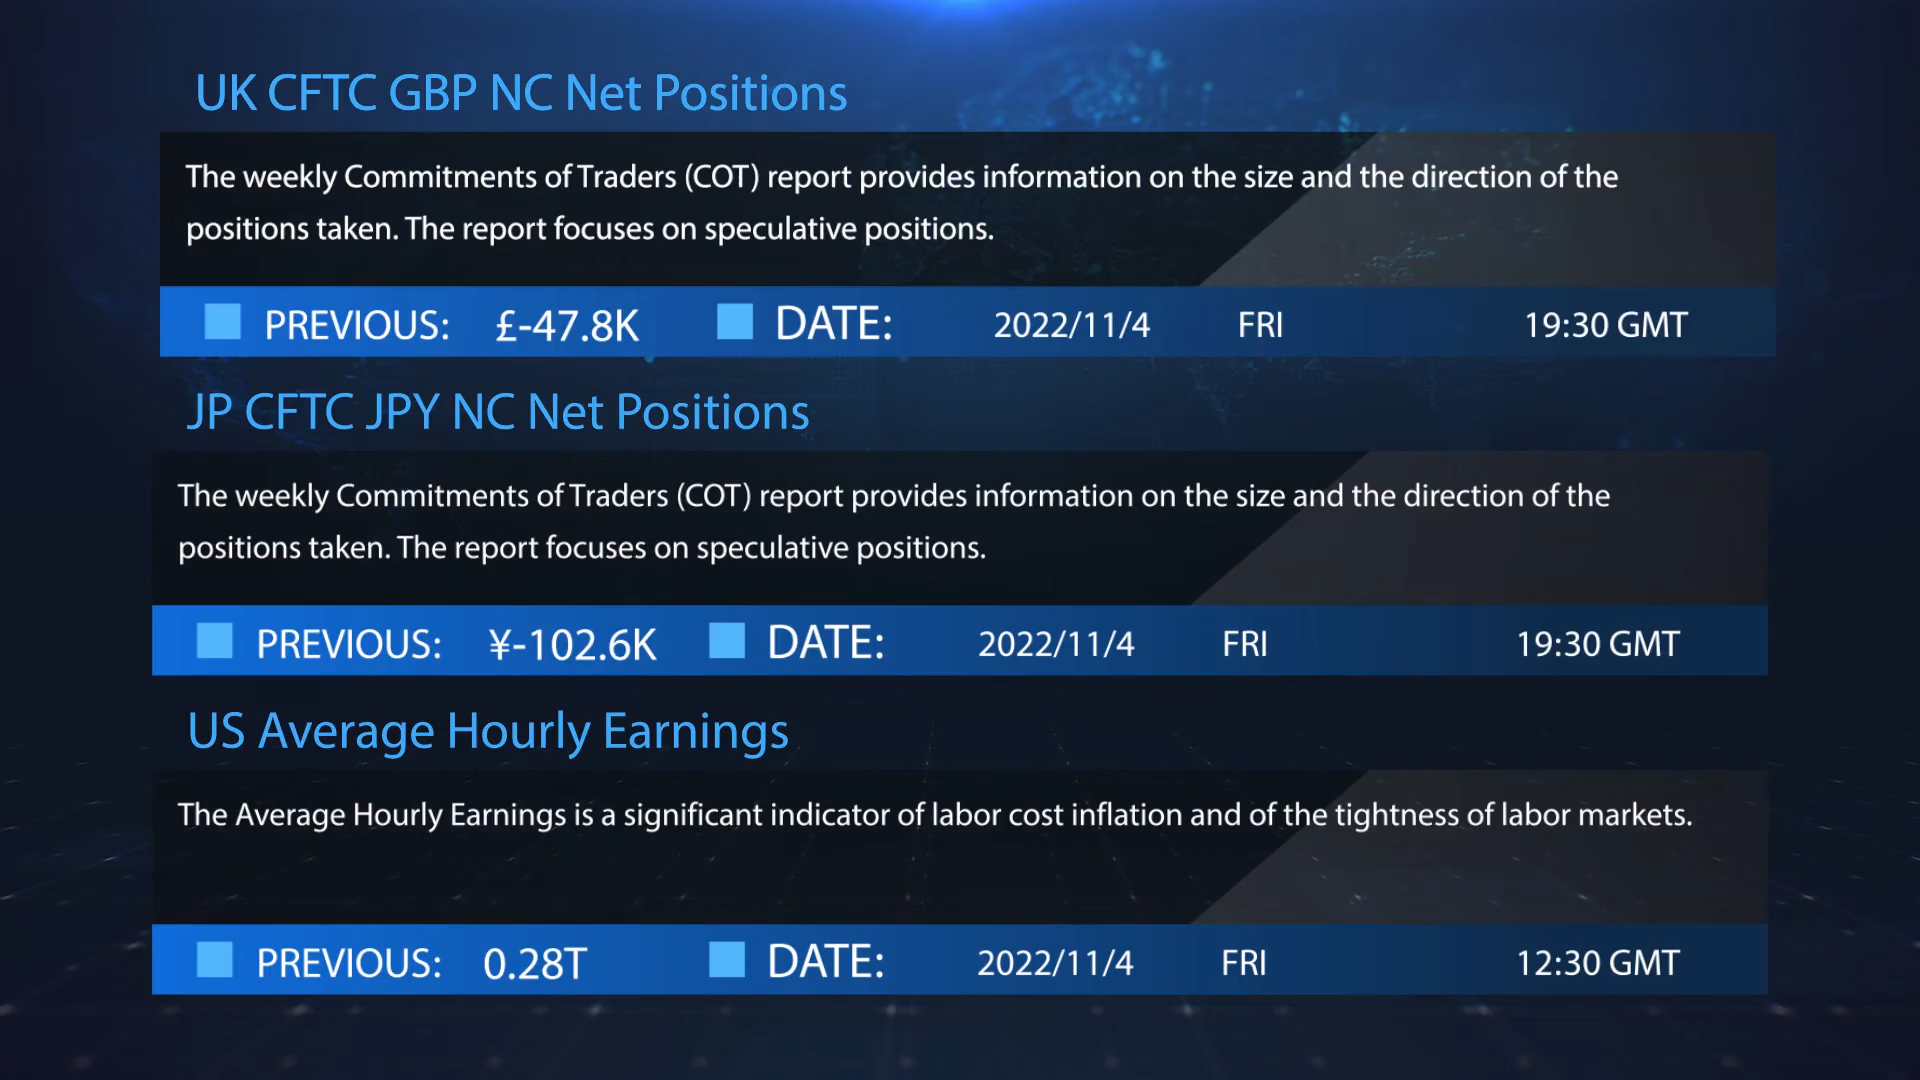 UK CFTC GBP NC Net Positions
The weekly Commitments of Traders (COT) report provides information on the size and the direction of the
positions taken. The report focuses on speculative positions.
PREVIOUS: £-47.8K DATE: 2022/11/4 FRI 19:30 GMT
JP CFTC JPY NC Net Positions
The weekly Commitments of Traders (COT) report provides information on the size and the direction of the
positions taken. The report focuses on speculative positions.
PREVIOUS: ¥-102.6K DATE: 2022/11/4 FRI 19:30 GMT
US Average Hourly Earnings
The Average Hourly Earnings is a significant indicator of labor cost inflation and of the tightness of labor markets.
PREVIOUS: 0.28T DATE: 2022/11/4 FRI 12:30 GMT